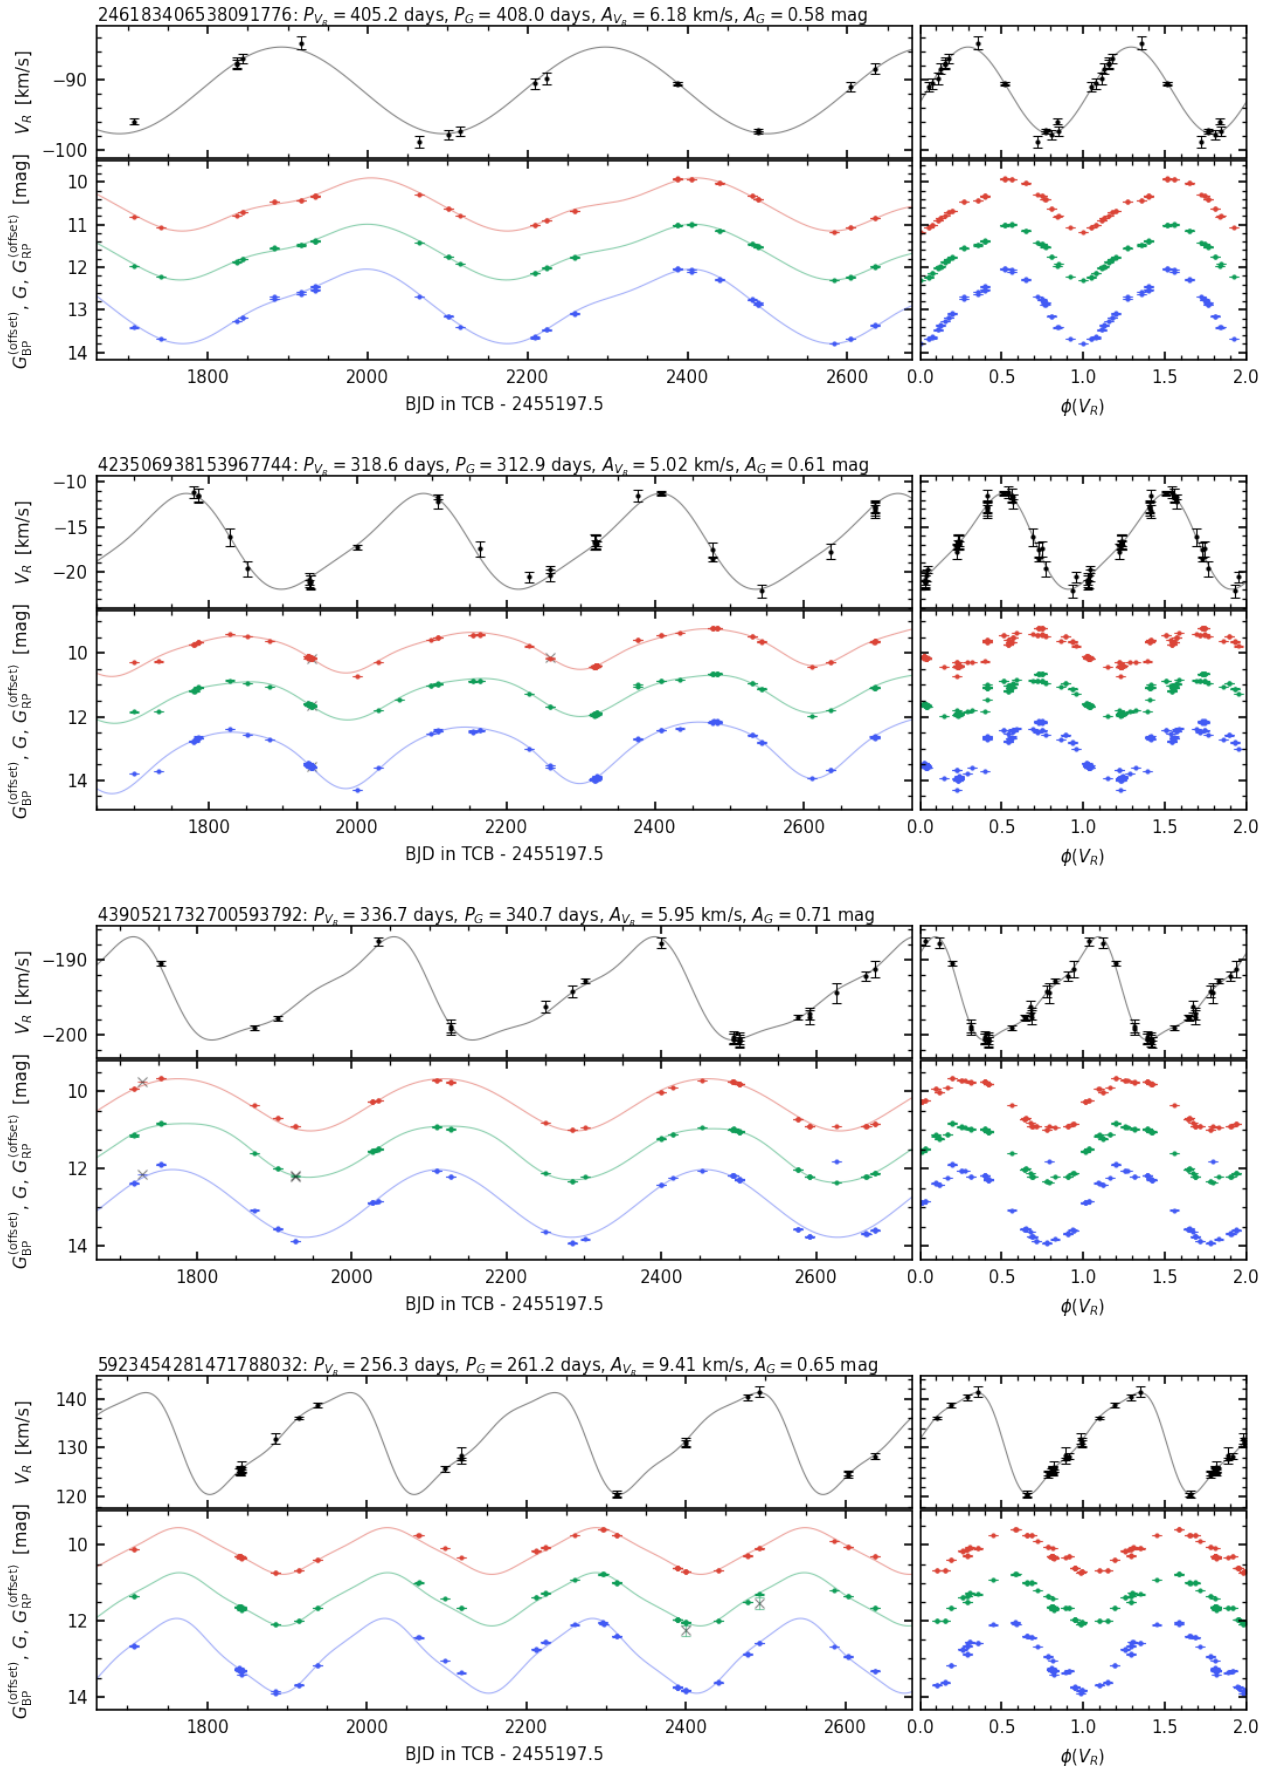 246183406538091776: P_{V_R} = 405.2 days, P_G = 408.0 days, A_{V_R} = 6.18 km/s, A_G = 0.58 mag
V_R [km/s]
−90
−100
G_BP^(offset), G, G_RP^(offset) [mag]
10
11
12
13
14
1800 2000 2200 2400 2600
0.0 0.5 1.0 1.5 2.0
BJD in TCB - 2455197.5
ϕ(V_R)
423506938153967744: P_{V_R} = 318.6 days, P_G = 312.9 days, A_{V_R} = 5.02 km/s, A_G = 0.61 mag
V_R [km/s]
−10
−15
−20
G_BP^(offset), G, G_RP^(offset) [mag]
10
12
14
1800 2000 2200 2400 2600
0.0 0.5 1.0 1.5 2.0
BJD in TCB - 2455197.5
ϕ(V_R)
4390521732700593792: P_{V_R} = 336.7 days, P_G = 340.7 days, A_{V_R} = 5.95 km/s, A_G = 0.71 mag
V_R [km/s]
−190
−200
G_BP^(offset), G, G_RP^(offset) [mag]
10
12
14
1800 2000 2200 2400 2600
0.0 0.5 1.0 1.5 2.0
BJD in TCB - 2455197.5
ϕ(V_R)
5923454281471788032: P_{V_R} = 256.3 days, P_G = 261.2 days, A_{V_R} = 9.41 km/s, A_G = 0.65 mag
V_R [km/s]
140
130
120
G_BP^(offset), G, G_RP^(offset) [mag]
10
12
14
1800 2000 2200 2400 2600
0.0 0.5 1.0 1.5 2.0
BJD in TCB - 2455197.5
ϕ(V_R)